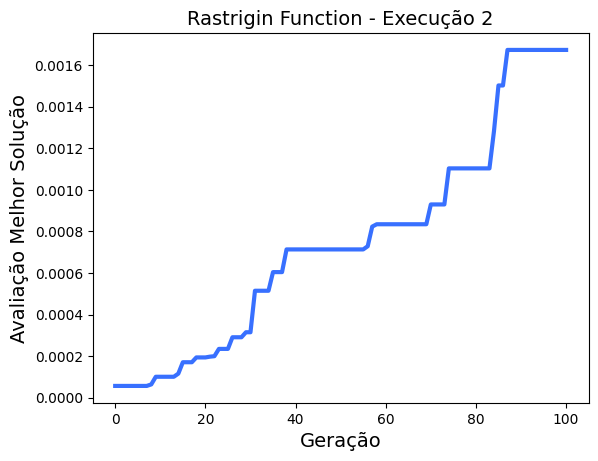 Rastrigin Function - Execução 2
Avaliação Melhor Solução
0.0016
0.0014
0.0012
0.0010
0.0008
0.0006
0.0004
0.0002
0.0000
0 20 40 60 80 100
Geração